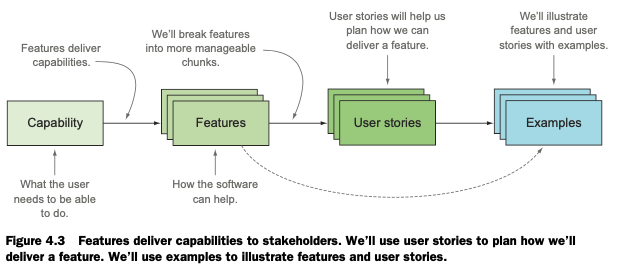 Features deliver
capabilities.
We'll break features
into more manageable
chunks.
User stories will help us
plan how we can
deliver a feature.
We'll illustrate
features and user
stories with examples.
Capability
Features
User stories
Examples
What the user
needs to be able
to do.
How the software
can help.
Figure 4.3 Features deliver capabilities to stakeholders. We'll use user stories to plan how we'll
deliver a feature. We'll use examples to illustrate features and user stories.